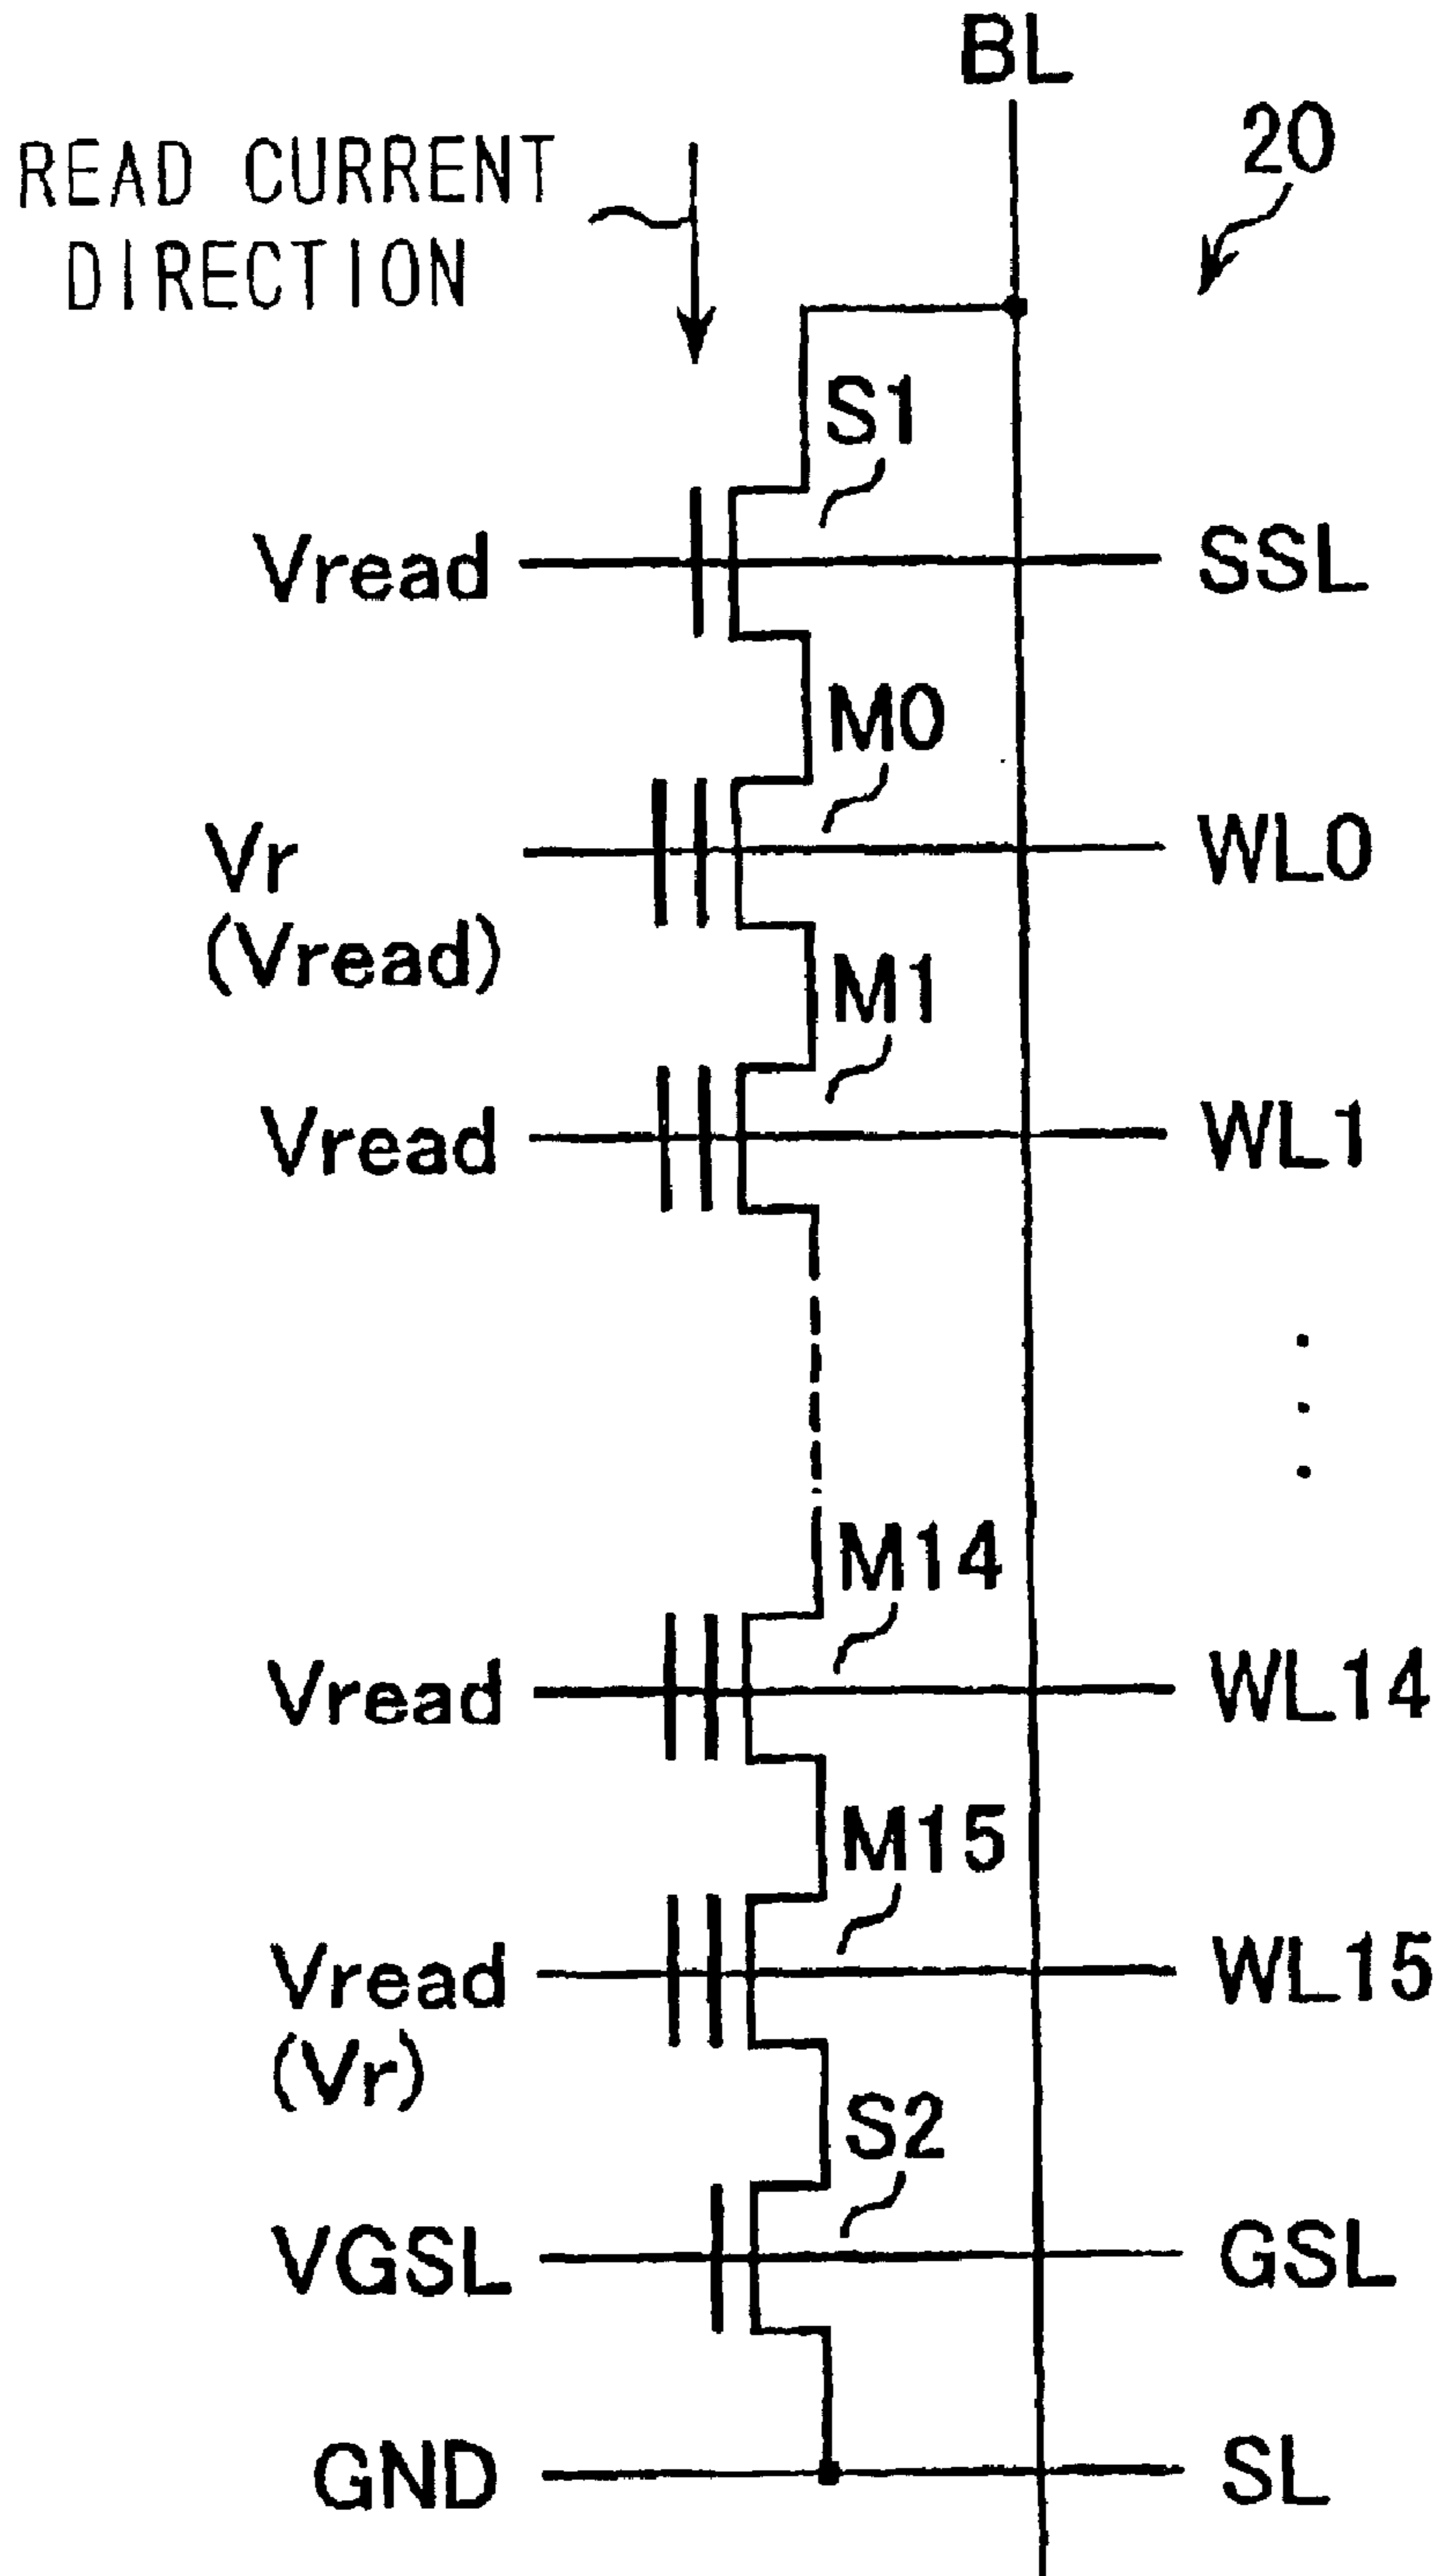 BL
20
READ CURRENT
DIRECTION
S1
Vread
SSL
M0
Vr
WL0
(Vread)
M1
Vread
WL1
M14
Vread
WL14
M15
Vread
WL15
(Vr)
S2
VGSL
GSL
GND
SL